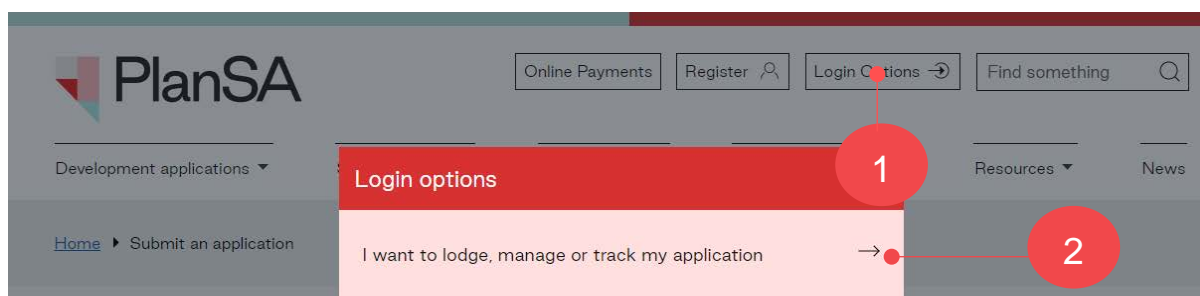 PlanSA
Online Payments
Register
Login Options
Find something
Development applications
Resources
News
Login options
1
Home Submit an application
I want to lodge, manage or track my application
2